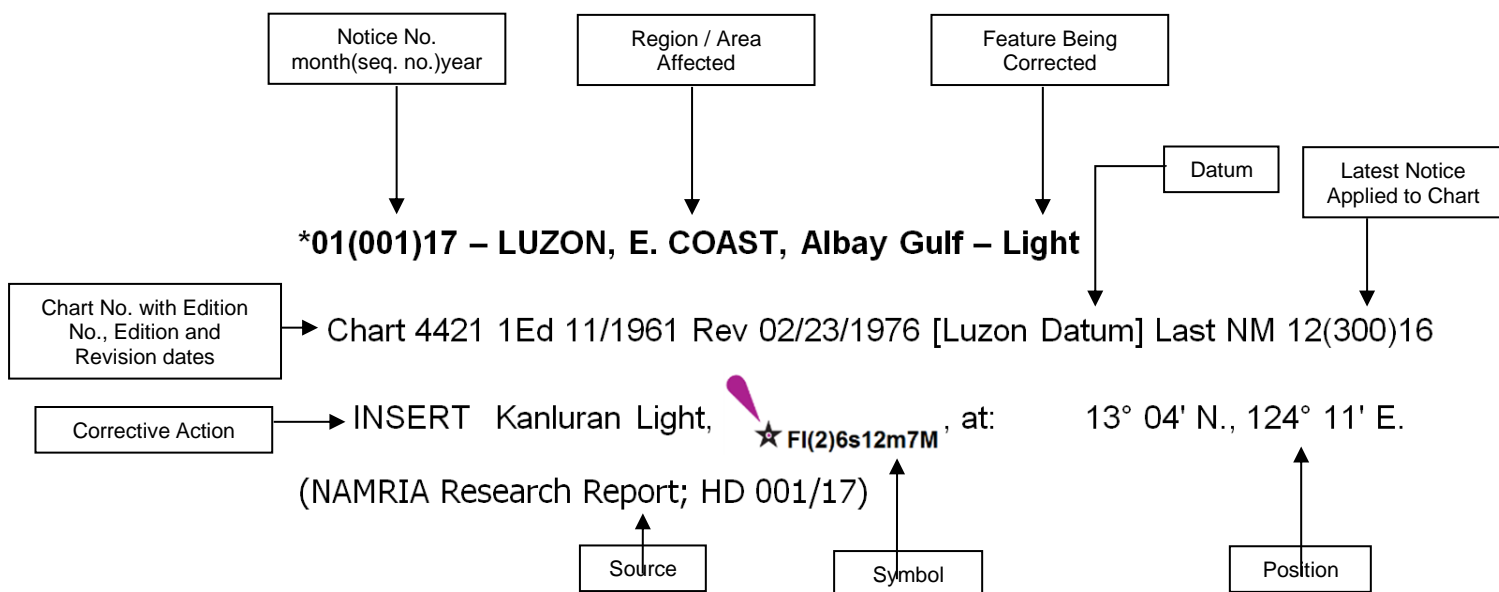 Notice No.
month(seq. no.)year
Region / Area
Affected
Feature Being
Corrected
Datum
Latest Notice
Applied to Chart
*01(001)17 – LUZON, E. COAST, Albay Gulf – Light
Chart No. with Edition
No., Edition and
Revision dates
Chart 4421 1Ed 11/1961 Rev 02/23/1976 [Luzon Datum] Last NM 12(300)16
Corrective Action
INSERT Kanluran Light, Fl(2)6s12m7M , at: 13° 04' N., 124° 11' E.
(NAMRIA Research Report; HD 001/17)
Source
Symbol
Position